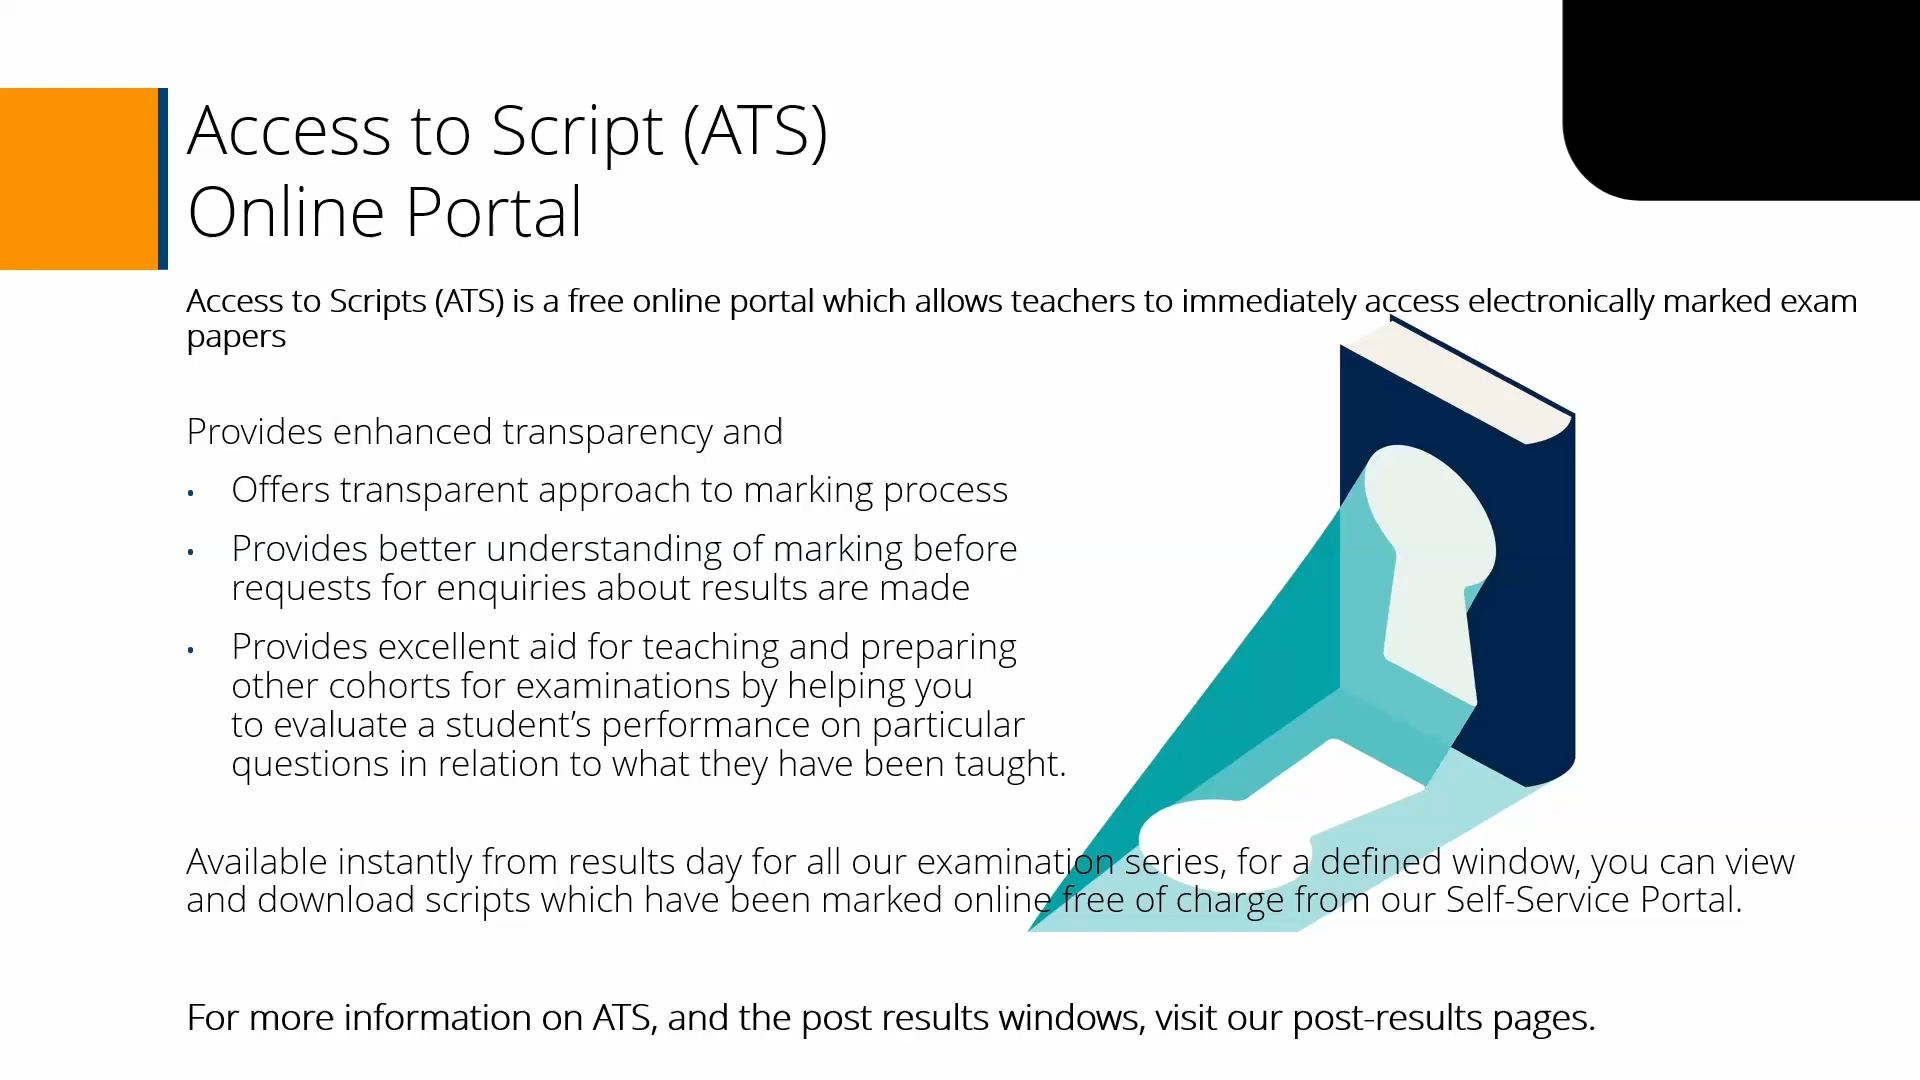 Access to Script (ATS)
Online Portal
Access to Scripts (ATS) is a free online portal which allows teachers to immediately access electronically marked exam
papers
Provides enhanced transparency and
• Offers transparent approach to marking process
• Provides better understanding of marking before
requests for enquiries about results are made
• Provides excellent aid for teaching and preparing
other cohorts for examinations by helping you
to evaluate a student’s performance on particular
questions in relation to what they have been taught.
Available instantly from results day for all our examination series, for a defined window, you can view
and download scripts which have been marked online free of charge from our Self-Service Portal.
For more information on ATS, and the post results windows, visit our post-results pages.